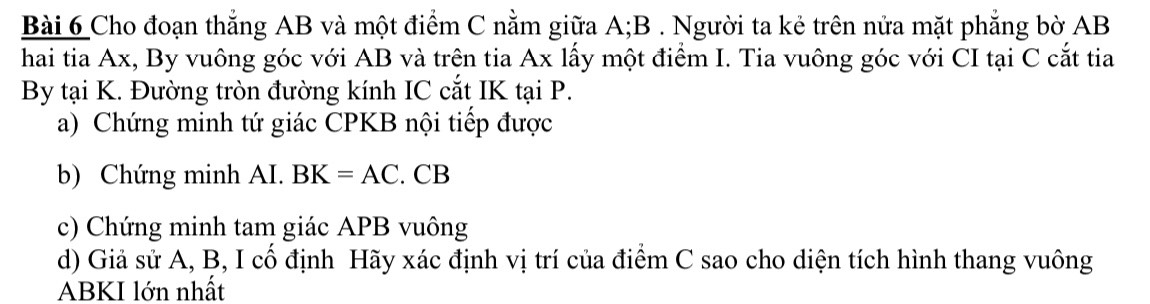 Bài 6 Cho đoạn thẳng AB và một điểm C nằm giữa A;B . Người ta kẻ trên nửa mặt phẳng bờ AB
hai tia Ax, By vuông góc với AB và trên tia Ax lấy một điểm I. Tia vuông góc với CI tại C cắt tia
By tại K. Đường tròn đường kính IC cắt IK tại P.
a) Chứng minh tứ giác CPKB nội tiếp được
b) Chứng minh AI. BK = AC. CB
c) Chứng minh tam giác APB vuông
d) Giả sử A, B, I cố định Hãy xác định vị trí của điểm C sao cho diện tích hình thang vuông
ABKI lớn nhất